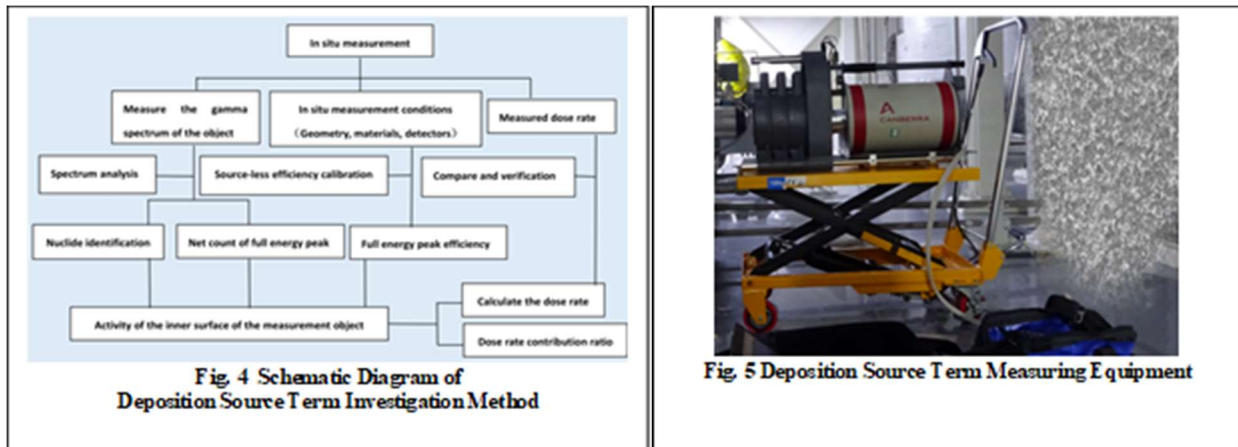 In situ measurement
Measure the gamma
spectrum of the object
In situ measurement conditions
（Geometry, materials, detectors）
Measured dose rate
Spectrum analysis
Source-less efficiency calibration
Compare and verification
Nuclide identification
Net count of full energy peak
Full energy peak efficiency
Activity of the inner surface of the measurement object
Calculate the dose rate
Dose rate contribution ratio
Fig. 4 Schematic Diagram of
Deposition Source Term Investigation Method
CANBERRA
Fig. 5 Deposition Source Term Measuring Equipment